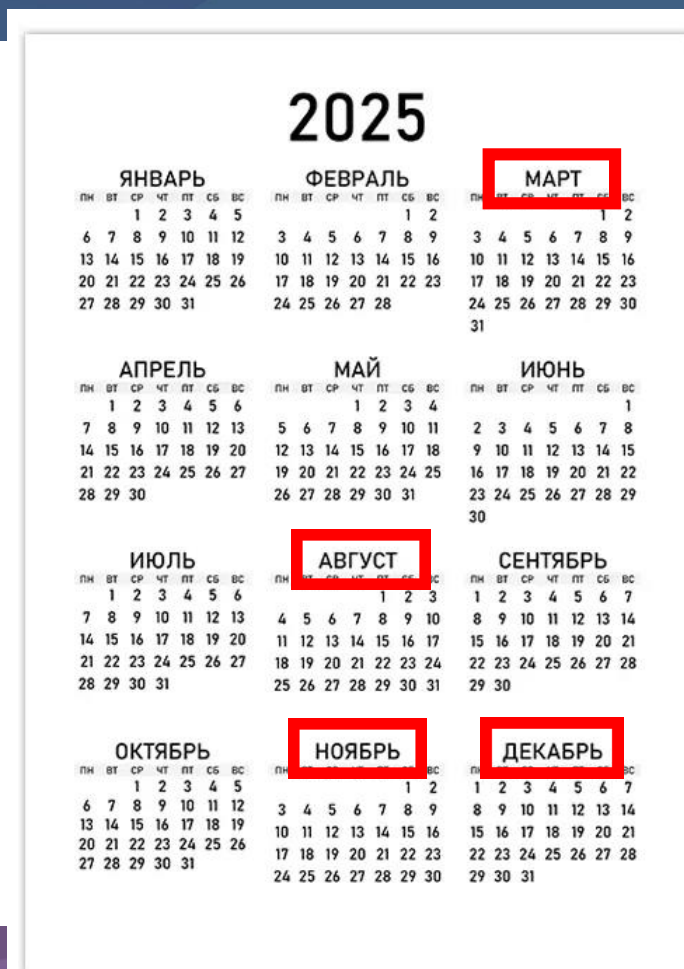 2025
ЯНВАРЬ ФЕВРАЛЬ МАРТ
ПН ВТ СР ЧТ ПТ СБ ВС ПН ВТ СР ЧТ ПТ СБ ВС ПН ВТ СР ЧТ ПТ СБ ВС
1 2 3 4 5 1 2 1 2
6 7 8 9 10 11 12 3 4 5 6 7 8 9 3 4 5 6 7 8 9
13 14 15 16 17 18 19 10 11 12 13 14 15 16 10 11 12 13 14 15 16
20 21 22 23 24 25 26 17 18 19 20 21 22 23 17 18 19 20 21 22 23
27 28 29 30 31 24 25 26 27 28 24 25 26 27 28 29 30
31
АПРЕЛЬ МАЙ ИЮНЬ
ПН ВТ СР ЧТ ПТ СБ ВС ПН ВТ СР ЧТ ПТ СБ ВС ПН ВТ СР ЧТ ПТ СБ ВС
1 2 3 4 5 6 1 2 3 4 1
7 8 9 10 11 12 13 5 6 7 8 9 10 11 2 3 4 5 6 7 8
14 15 16 17 18 19 20 12 13 14 15 16 17 18 9 10 11 12 13 14 15
21 22 23 24 25 26 27 19 20 21 22 23 24 25 16 17 18 19 20 21 22
28 29 30 26 27 28 29 30 31 23 24 25 26 27 28 29
30
ИЮЛЬ АВГУСТ СЕНТЯБРЬ
ПН ВТ СР ЧТ ПТ СБ ВС ПН ВТ СР ЧТ ПТ СБ ВС ПН ВТ СР ЧТ ПТ СБ ВС
1 2 3 4 5 6 1 2 3 1 2 3 4 5 6 7
7 8 9 10 11 12 13 4 5 6 7 8 9 10 8 9 10 11 12 13 14
14 15 16 17 18 19 20 11 12 13 14 15 16 17 15 16 17 18 19 20 21
21 22 23 24 25 26 27 18 19 20 21 22 23 24 22 23 24 25 26 27 28
28 29 30 31 25 26 27 28 29 30 31 29 30
ОКТЯБРЬ НОЯБРЬ ДЕКАБРЬ
ПН ВТ СР ЧТ ПТ СБ ВС ПН ВС ПН ВС
1 2 3 4 5 1 2 1 2 3 4 5 6 7
6 7 8 9 10 11 12 3 4 5 6 7 8 9 8 9 10 11 12 13 14
13 14 15 16 17 18 19 10 11 12 13 14 15 16 15 16 17 18 19 20 21
20 21 22 23 24 25 26 17 18 19 20 21 22 23 22 23 24 25 26 27 28
27 28 29 30 31 24 25 26 27 28 29 30 29 30 31